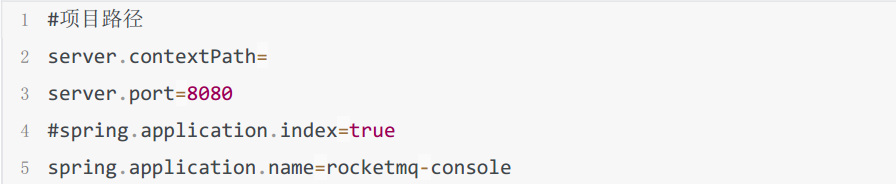 1 #项目路径
2 server.contextPath=
3 server.port=8080
4 #spring.application.index=true
5 spring.application.name=rocketmq-console